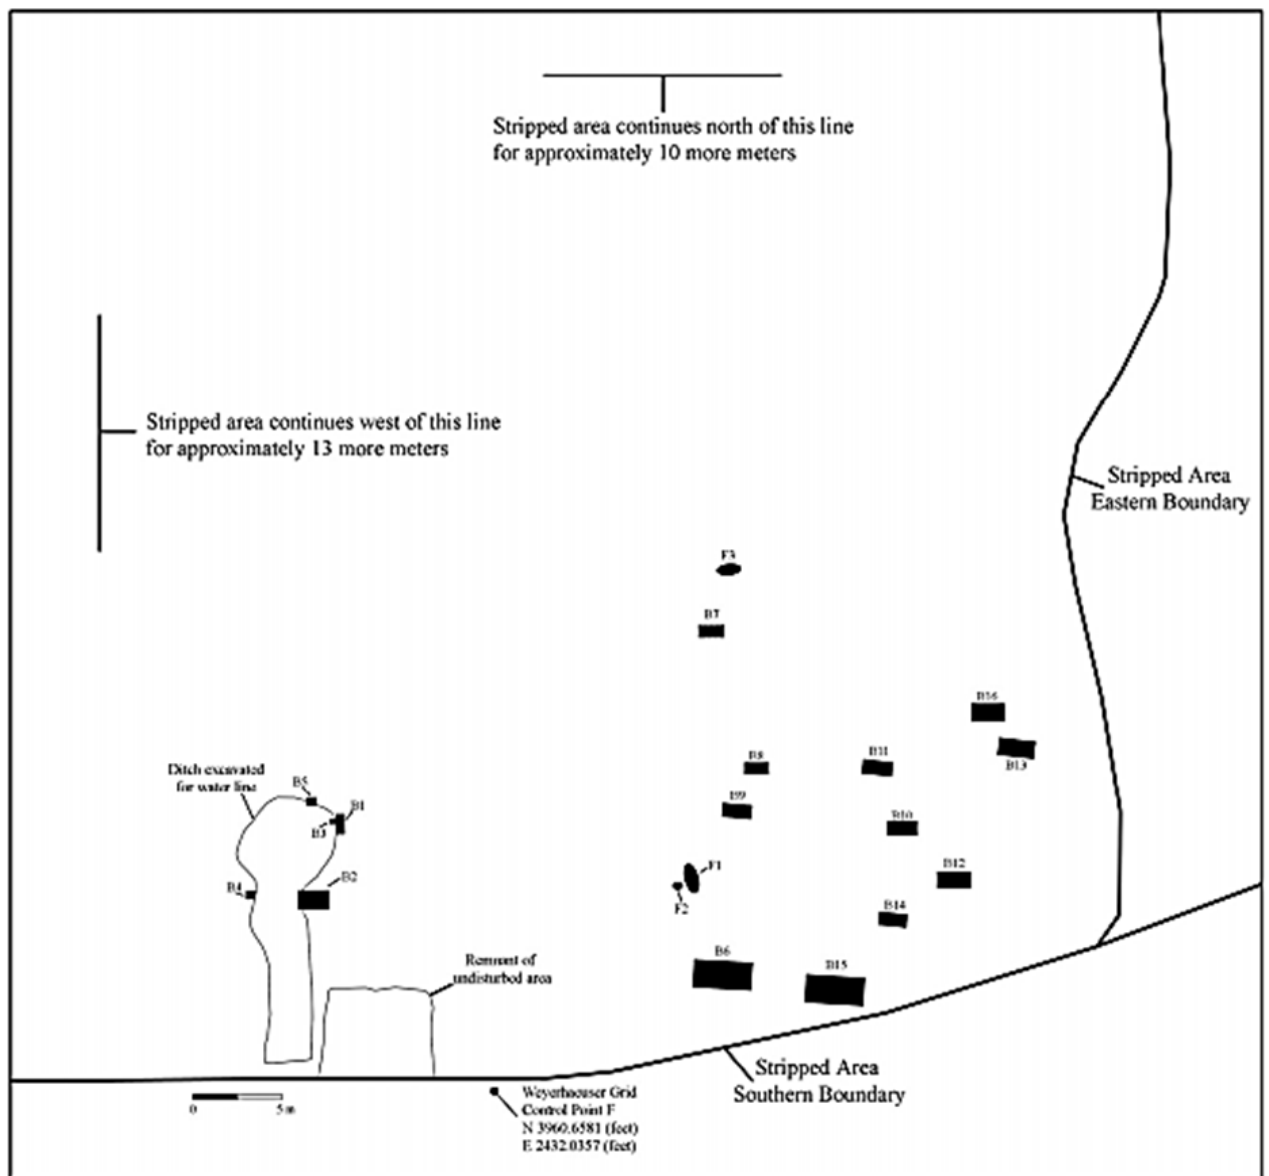 Stripped area continues north of this line
for approximately 10 more meters
Stripped area continues west of this line
for approximately 13 more meters
Stripped Area
Eastern Boundary
F3
B7
B16
B13
B8
B11
B9
B10
Ditch excavated
for water line
B5
B1
B3
B4
B2
F1
F2
B12
B14
B6
B15
Remnant of
undisturbed area
Stripped Area
Southern Boundary
0 5 m
Weyerhaeuser Grid
Control Point F
N 3960.6581 (feet)
E 2432.0357 (feet)